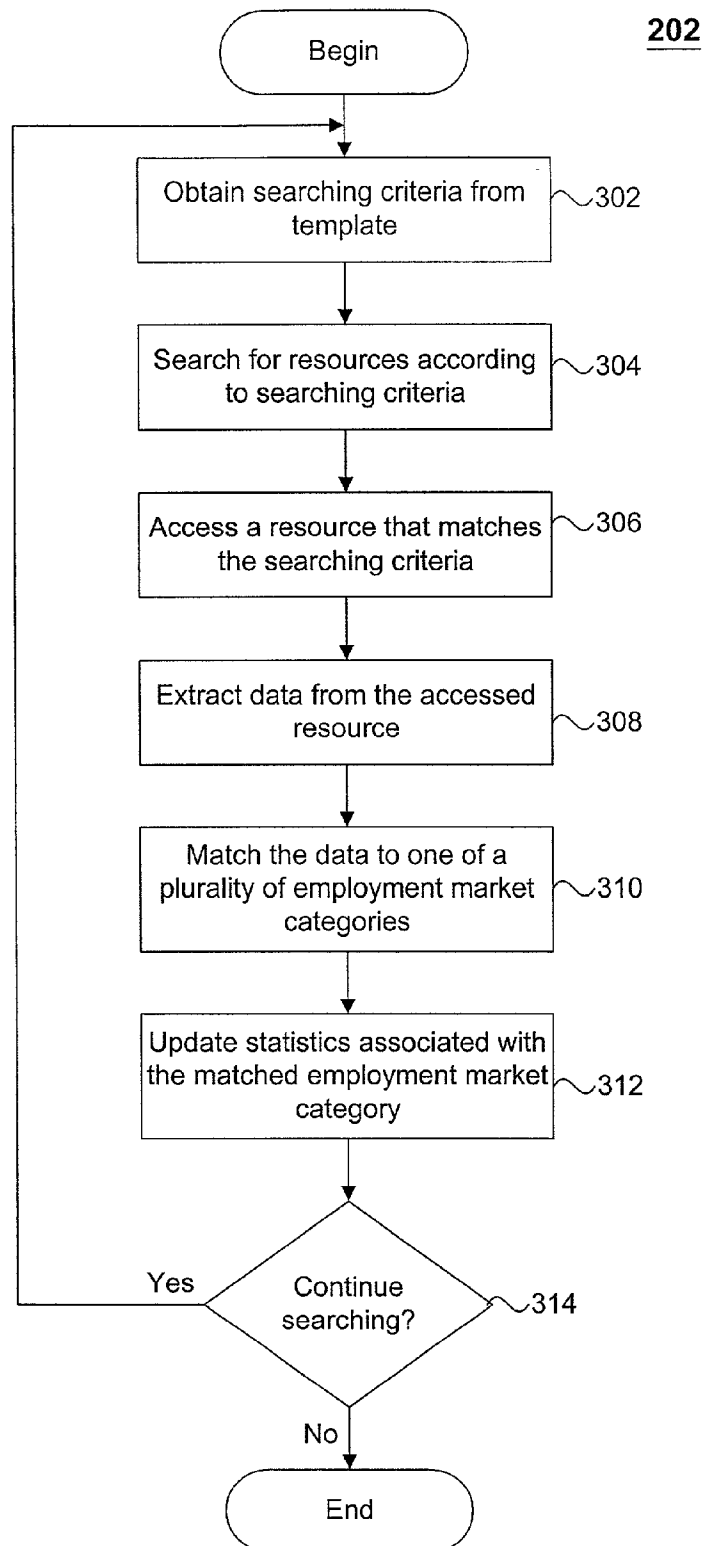 202
Begin
Obtain searching criteria from
template
302
Search for resources according
to searching criteria
304
Access a resource that matches
the searching criteria
306
Extract data from the accessed
resource
308
Match the data to one of a
plurality of employment market
categories
310
Update statistics associated with
the matched employment market
category
312
Continue
searching?
314
Yes
No
End